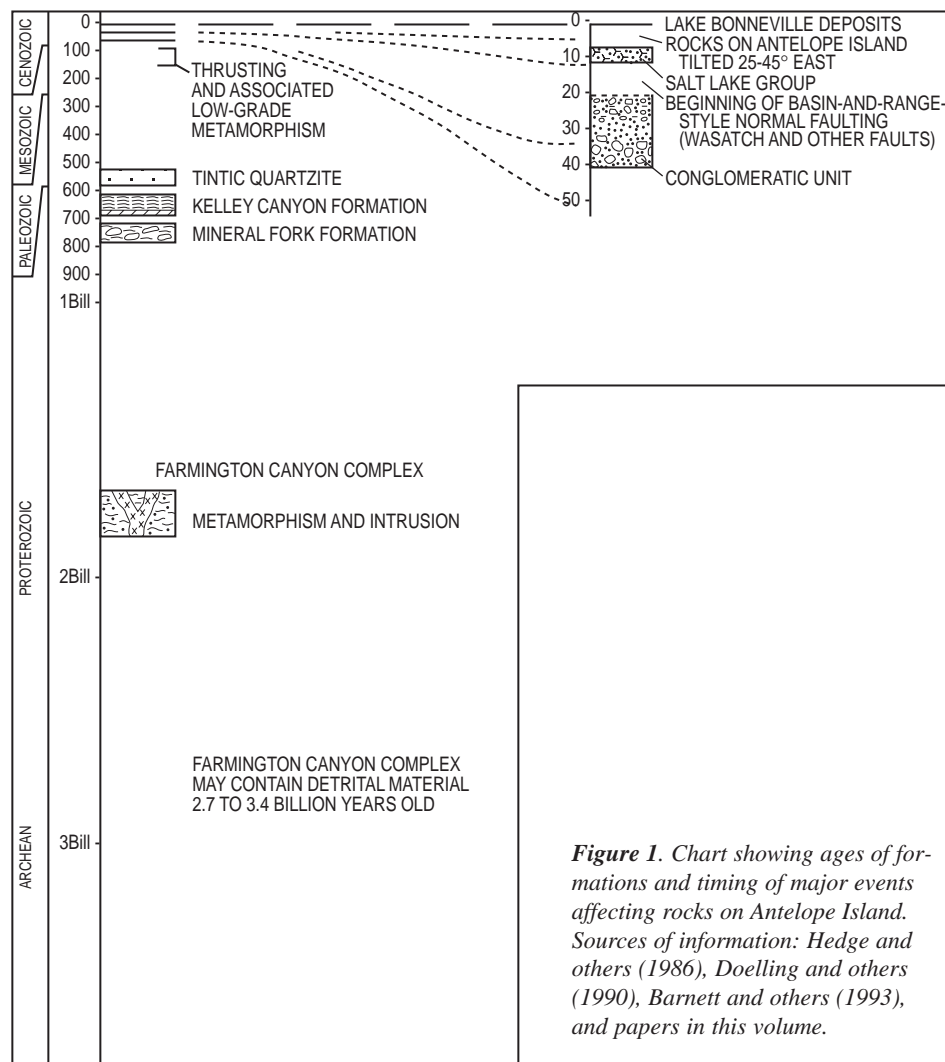 CENOZOIC
MESOZOIC
PALEOZOIC
PROTEROZOIC
ARCHEAN
0
100
200
300
400
500
600
700
800
900
1Bill
2Bill
3Bill
THRUSTING
AND ASSOCIATED
LOW-GRADE
METAMORPHISM
TINTIC QUARTZITE
KELLEY CANYON FORMATION
MINERAL FORK FORMATION
FARMINGTON CANYON COMPLEX
METAMORPHISM AND INTRUSION
FARMINGTON CANYON COMPLEX
MAY CONTAIN DETRITAL MATERIAL
2.7 TO 3.4 BILLION YEARS OLD
0
10
20
30
40
50
LAKE BONNEVILLE DEPOSITS
ROCKS ON ANTELOPE ISLAND
TILTED 25-45° EAST
SALT LAKE GROUP
BEGINNING OF BASIN-AND-RANGE-
STYLE NORMAL FAULTING
(WASATCH AND OTHER FAULTS)
CONGLOMERATIC UNIT
Figure 1. Chart showing ages of for-
mations and timing of major events
affecting rocks on Antelope Island.
Sources of information: Hedge and
others (1986), Doelling and others
(1990), Barnett and others (1993),
and papers in this volume.